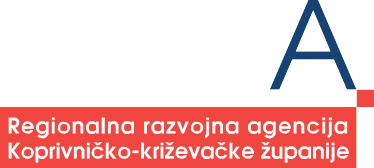 A
Regionalna razvojna agencija
Koprivničko-križevačke županije